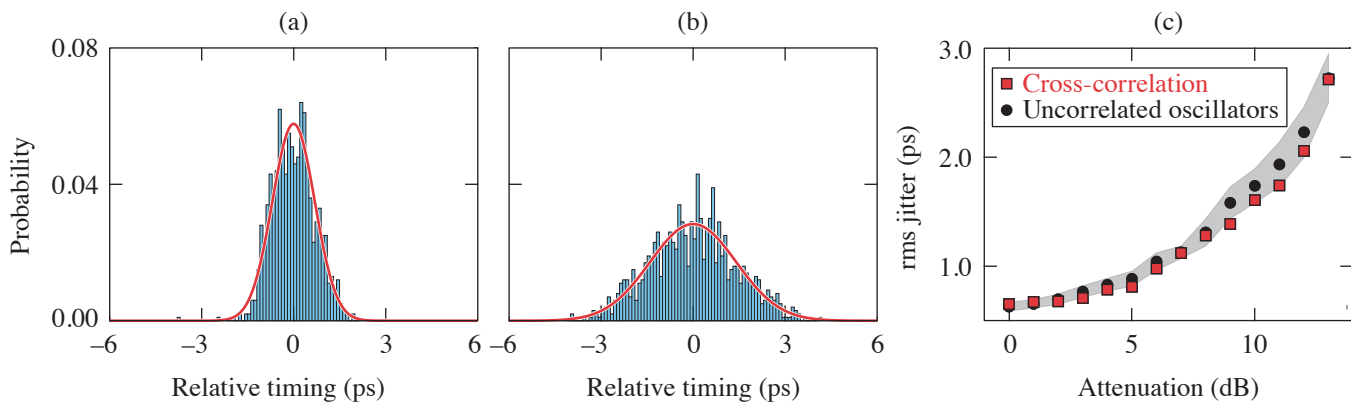 (a)
0.08
0.04
0.00
Probability
−6
−3
0
3
6
Relative timing (ps)
(b)
−6
−3
0
3
6
Relative timing (ps)
(c)
3.0
2.0
1.0
rms jitter (ps)
Cross-correlation
Uncorrelated oscillators
0
5
10
Attenuation (dB)